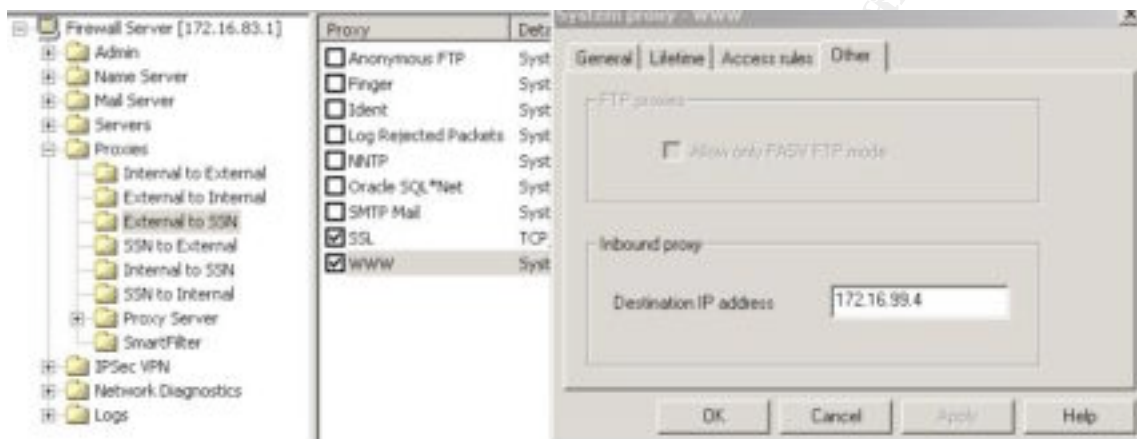 Firewall Server [172.16.83.1]
Admin
Name Server
Mail Server
Servers
Proxies
Internal to External
External to Internal
External to SSN
SSN to External
Internal to SSN
SSN to Internal
Proxy Server
SmartFilter
IPSec VPN
Network Diagnostics
Logs
Proxy Deta
Anonymous FTP Syst
Finger Syst
Ident Syst
Log Rejected Packets Syst
NNTP Syst
Oracle SQL*Net Syst
SMTP Mail Syst
SSL TCP
WWW Syst
System proxy - WWW
General Lifetime Access rules Other
FTP proxies
Allow only PASV FTP mode
Inbound proxy
Destination IP address 172.16.99.4
OK Cancel Apply Help